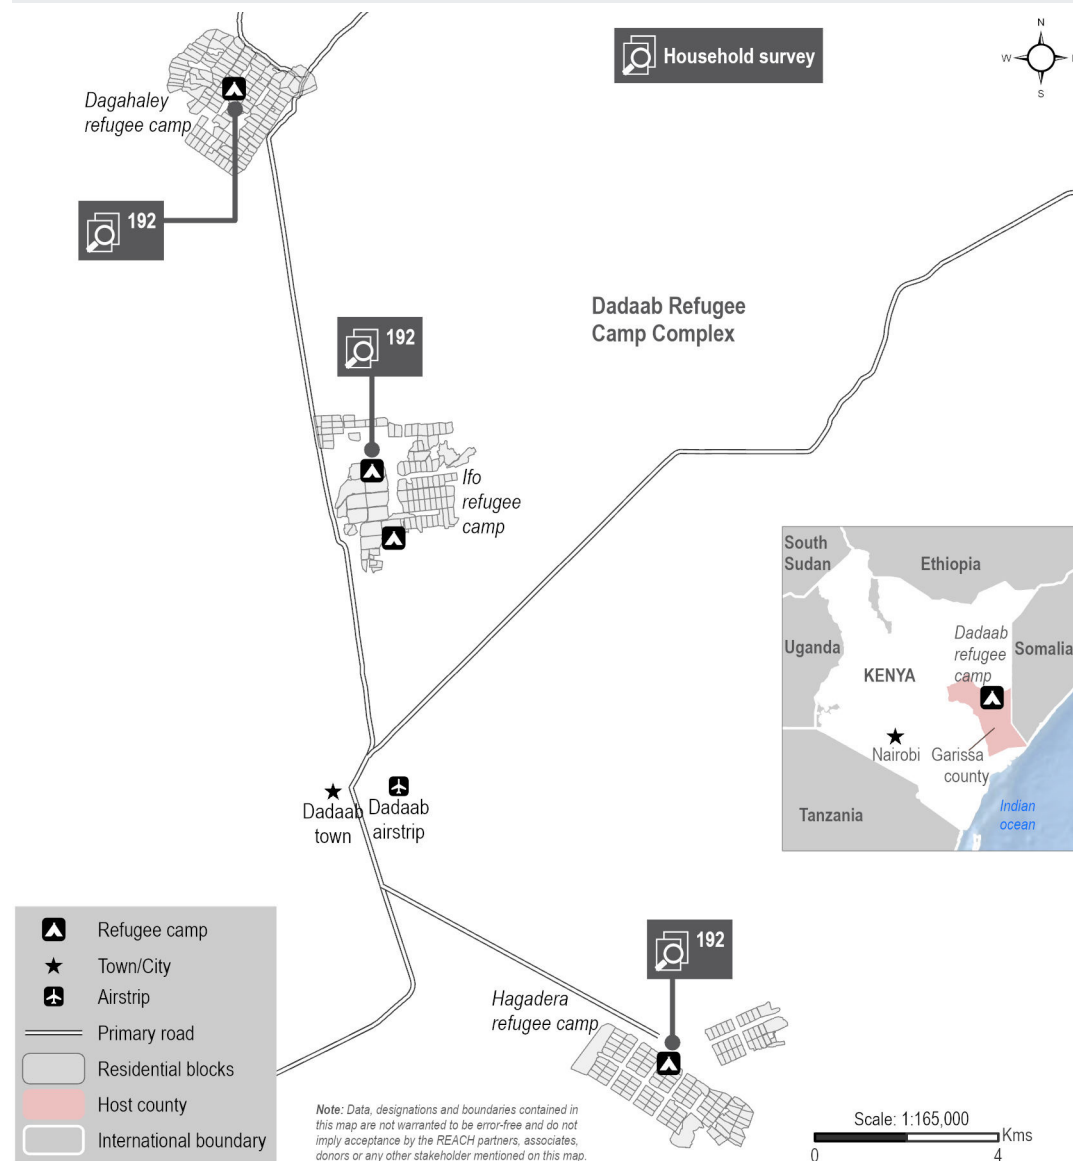 Household survey
N
W
S
Dagahaley
refugee camp
192
Dadaab Refugee
Camp Complex
192
Ifo
refugee
camp
South
Sudan
Ethiopia
Uganda
Dadaab
refugee
camp
Somalia
KENYA
Nairobi
Garissa
county
Tanzania
Indian
ocean
Dadaab
town
Dadaab
airstrip
192
Hagadera
refugee camp
Refugee camp
Town/City
Airstrip
Primary road
Residential blocks
Host county
International boundary
Note: Data, designations and boundaries contained in
this map are not warranted to be error-free and do not
imply acceptance by the REACH partners, associates,
donors or any other stakeholder mentioned on this map.
Scale: 1:165,000
Kms
0
4